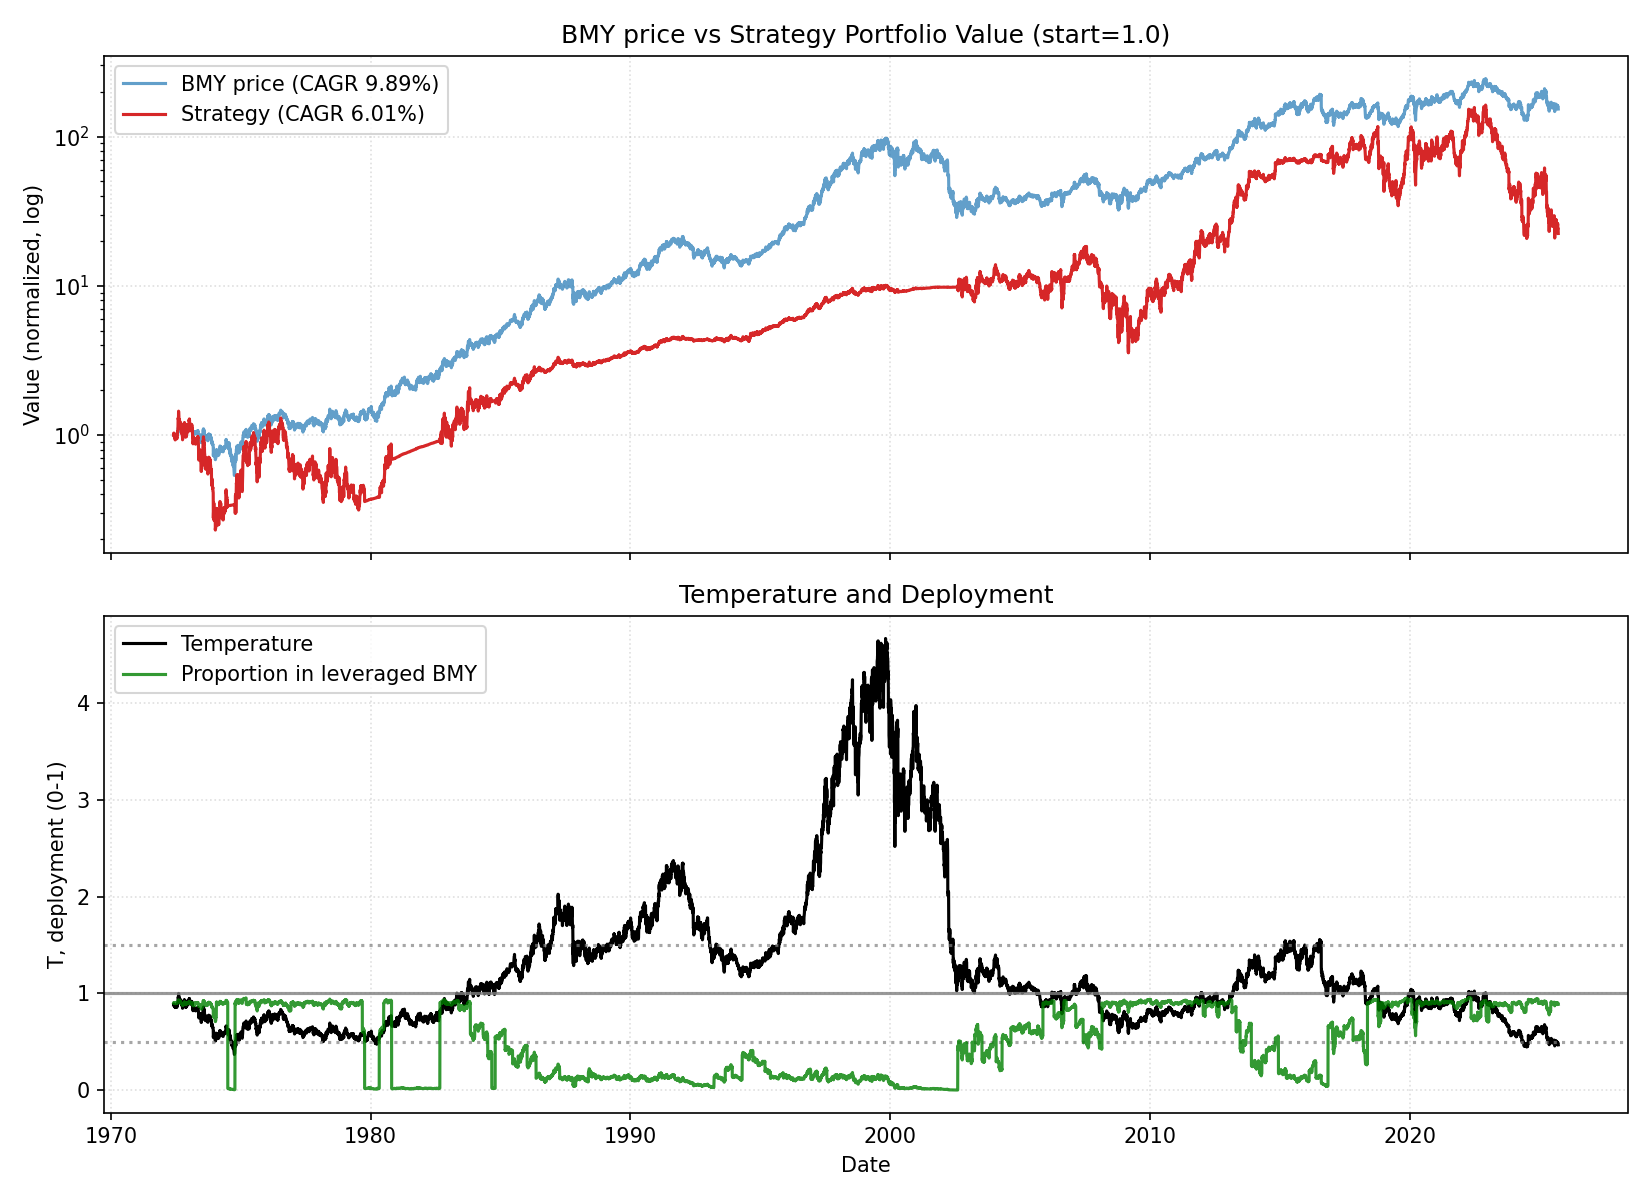 BMY price vs Strategy Portfolio Value (start=1.0)
BMY price (CAGR 9.89%)
Strategy (CAGR 6.01%)
Value (normalized, log)
10²
10¹
10⁰
Temperature and Deployment
Temperature
Proportion in leveraged BMY
T, deployment (0-1)
4
3
2
1
0
1970 1980 1990 2000 2010 2020
Date